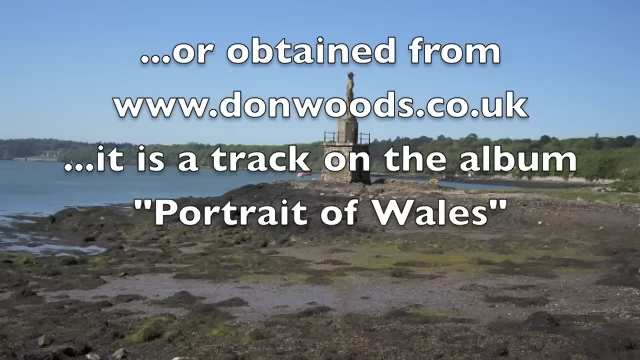 ...or obtained from
www.donwoods.co.uk
...it is a track on the album
"Portrait of Wales"